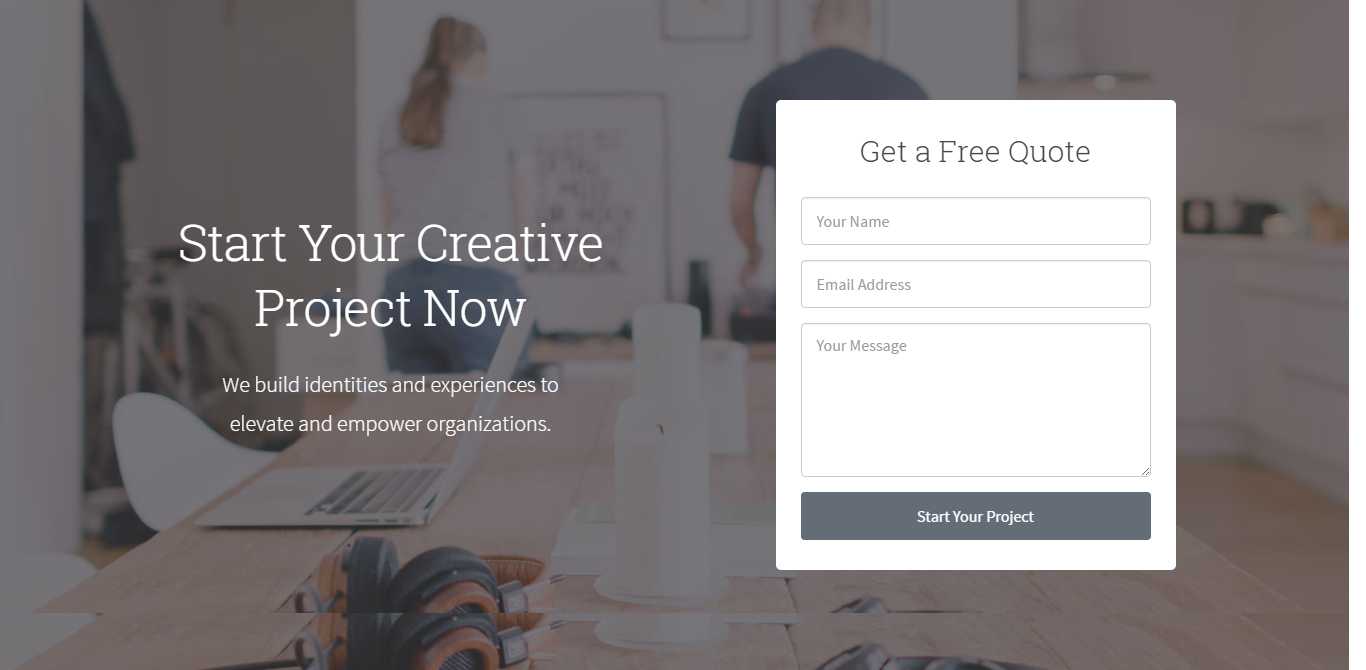 Start Your Creative
Project Now
We build identities and experiences to
elevate and empower organizations.
Get a Free Quote
Your Name
Email Address
Your Message
Start Your Project